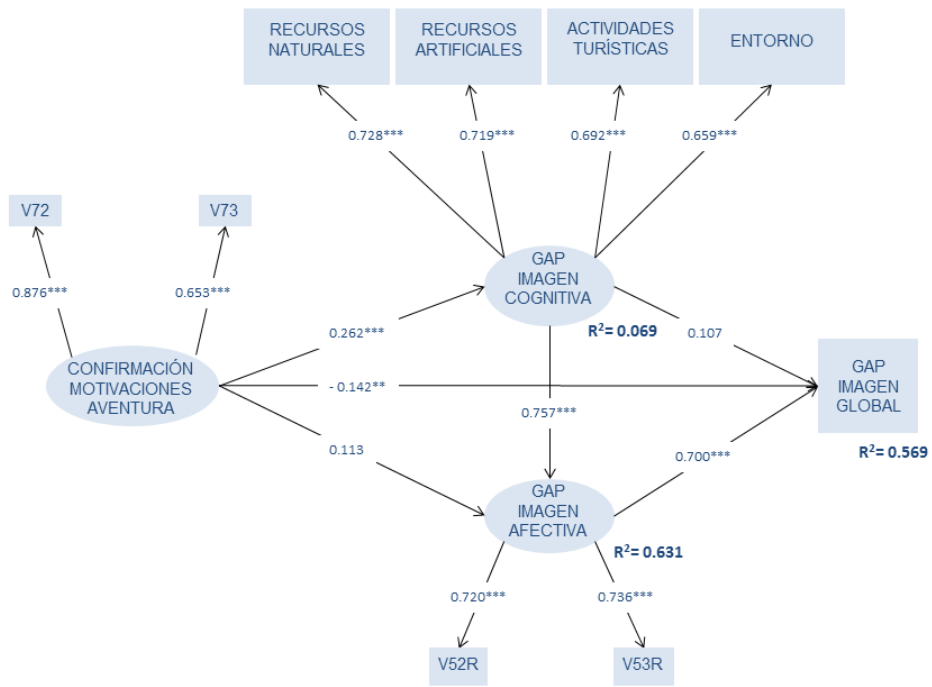 RECURSOS
NATURALES
RECURSOS
ARTIFICIALES
ACTIVIDADES
TURÍSTICAS
ENTORNO
0.728***
0.719***
0.692***
0.659***
V72
V73
0.876***
0.653***
GAP
IMAGEN
COGNITIVA
R²= 0.069
0.262***
0.107
CONFIRMACIÓN
MOTIVACIONES
AVENTURA
- 0.142**
GAP
IMAGEN
GLOBAL
R²= 0.569
0.757***
0.113
0.700***
GAP
IMAGEN
AFECTIVA
R²= 0.631
0.720***
0.736***
V52R
V53R